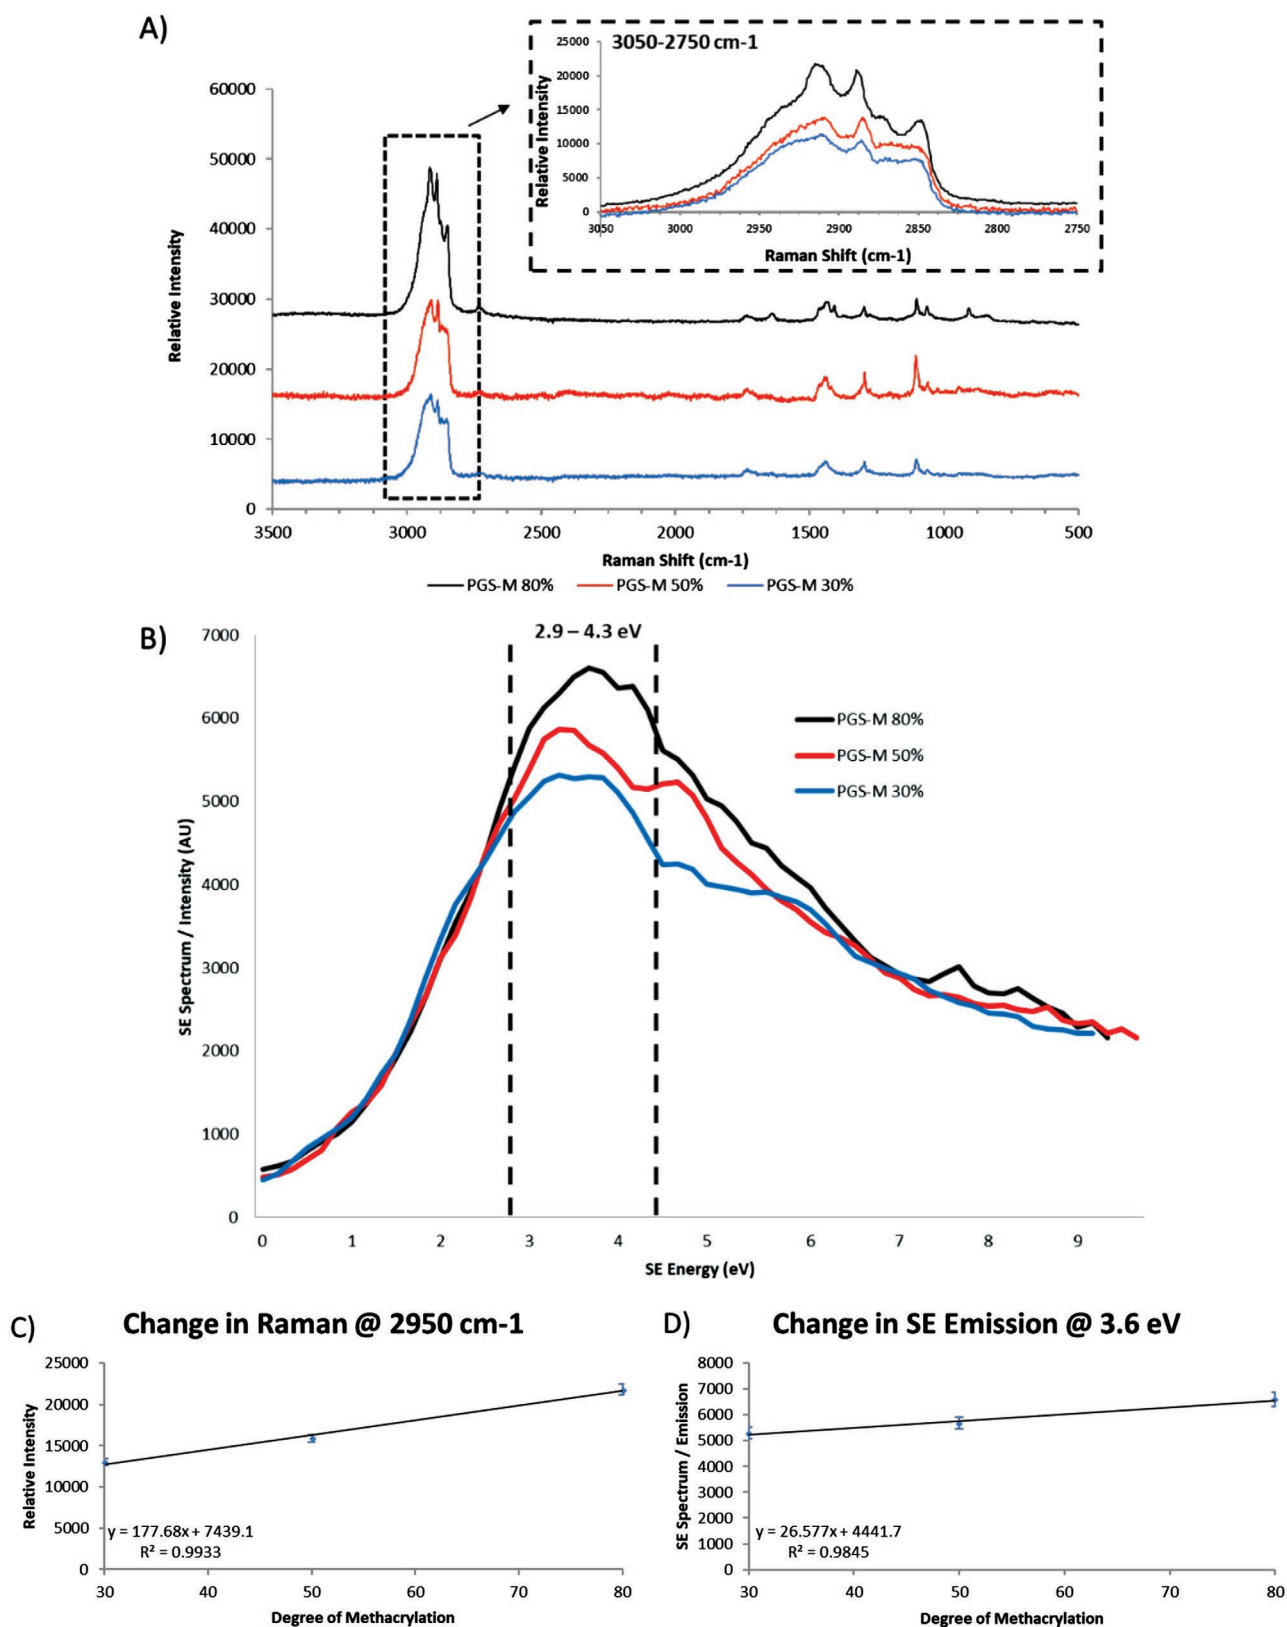 A)
3050-2750 cm-1
Relative Intensity
25000
20000
15000
10000
5000
0
3050 3000 2950 2900 2850 2800 2750
Raman Shift (cm-1)
Relative Intensity
60000
50000
40000
30000
20000
10000
0
3500 3000 2500 2000 1500 1000 500
Raman Shift (cm-1)
PGS-M 80% PGS-M 50% PGS-M 30%
B)
2.9 – 4.3 eV
SE Spectrum / Intensity (AU)
7000
6000
5000
4000
3000
2000
1000
0
PGS-M 80%
PGS-M 50%
PGS-M 30%
0 1 2 3 4 5 6 7 8 9
SE Energy (eV)
C)
Change in Raman @ 2950 cm-1
Relative Intensity
25000
20000
15000
10000
5000
0
y = 177.68x + 7439.1
R² = 0.9933
30 40 50 60 70 80
Degree of Methacrylation
D)
Change in SE Emission @ 3.6 eV
SE Spectrum / Emission
8000
7000
6000
5000
4000
3000
2000
1000
0
y = 26.577x + 4441.7
R² = 0.9845
30 40 50 60 70 80
Degree of Methacrylation